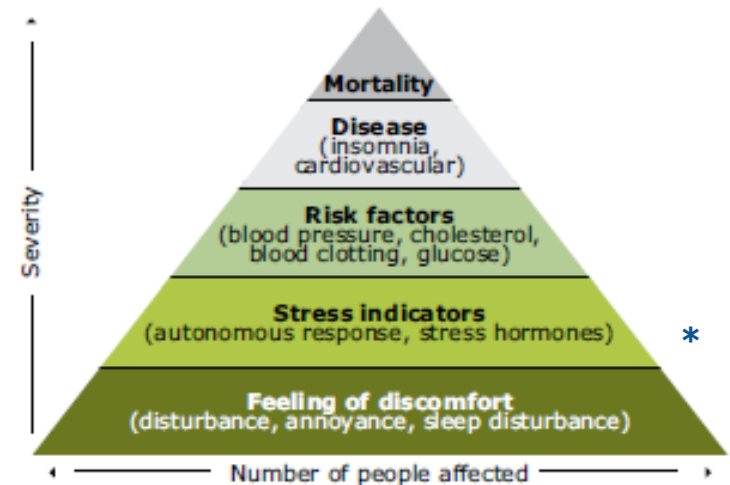 Mortality
Disease
(insomnia,
cardiovascular)
Risk factors
(blood pressure, cholesterol,
blood clotting, glucose)
Stress indicators
(autonomous response, stress hormones)
*
Feeling of discomfort
(disturbance, annoyance, sleep disturbance)
Severity
Number of people affected